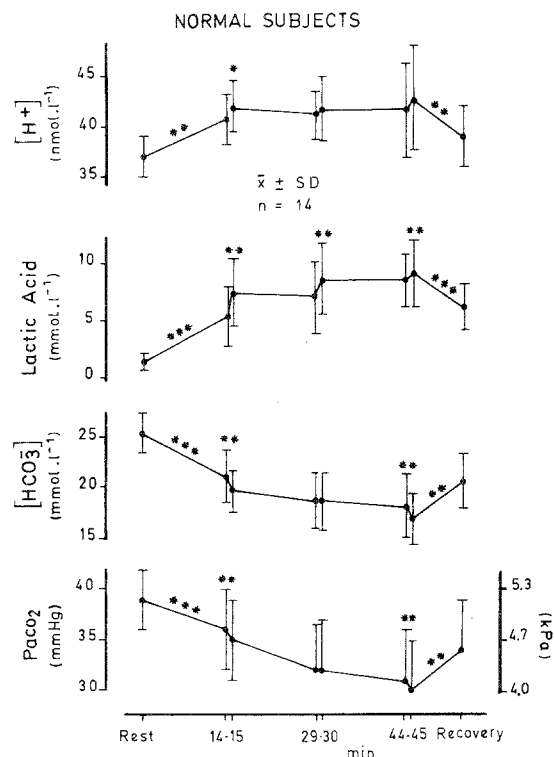 NORMAL SUBJECTS
[H+]
(nmol.l⁻¹)
45
40
35
*
**
**
x̄ ± SD
n = 14
Lactic Acid
(mmol.l⁻¹)
10
5
0
***
**
**
**
***
[HCO3̄]
(mmol.l⁻¹)
25
20
15
***
**
**
**
PaCO₂
(mmHg)
40
35
30
***
**
**
**
5.3
4.7
4.0
(kPa)
Rest 14-15 29-30 44-45 Recovery
min